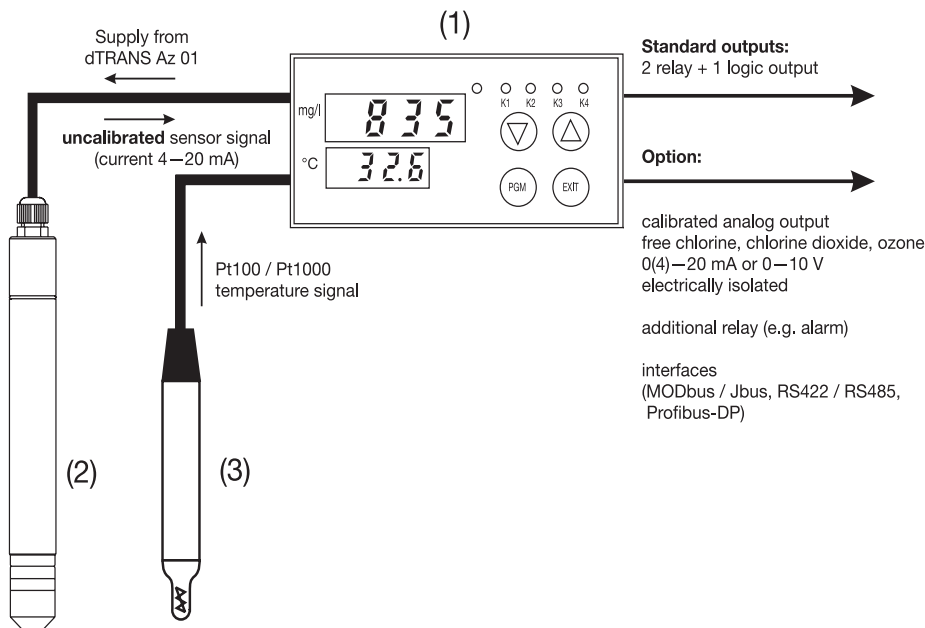 (1)
Supply from
dTRANS Az 01
uncalibrated sensor signal
(current 4—20 mA)
mg/l
835
°C
32.6
K1 K2 K3 K4
PGM
EXIT
Standard outputs:
2 relay + 1 logic output
Option:
calibrated analog output
free chlorine, chlorine dioxide, ozone
0(4)—20 mA or 0—10 V
electrically isolated
additional relay (e.g. alarm)
interfaces
(MODbus / Jbus, RS422 / RS485,
Profibus-DP)
Pt100 / Pt1000
temperature signal
(2)
(3)